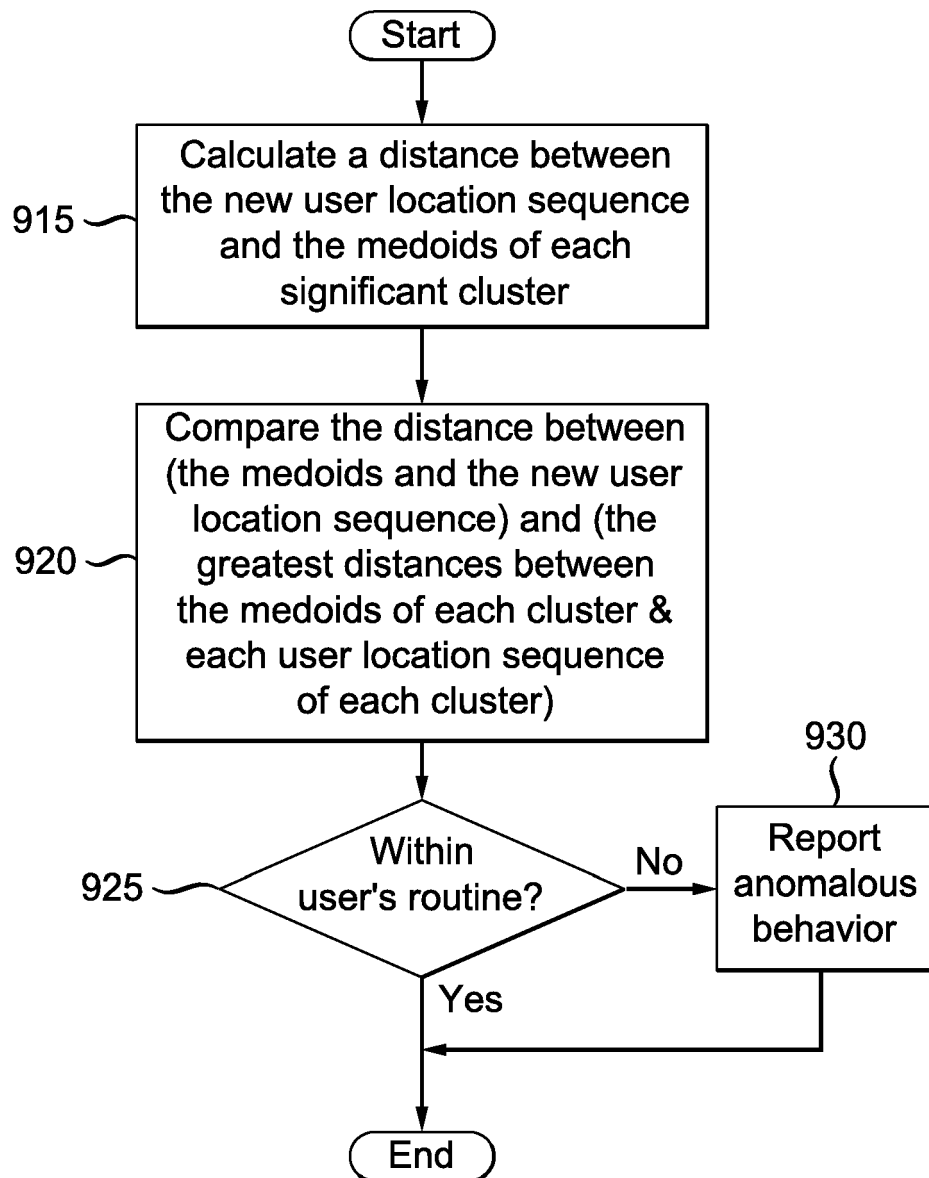 Start
915
Calculate a distance between
the new user location sequence
and the medoids of each
significant cluster
920
Compare the distance between
(the medoids and the new user
location sequence) and (the
greatest distances between
the medoids of each cluster &
each user location sequence
of each cluster)
925
Within
user's routine?
No
930
Report
anomalous
behavior
Yes
End